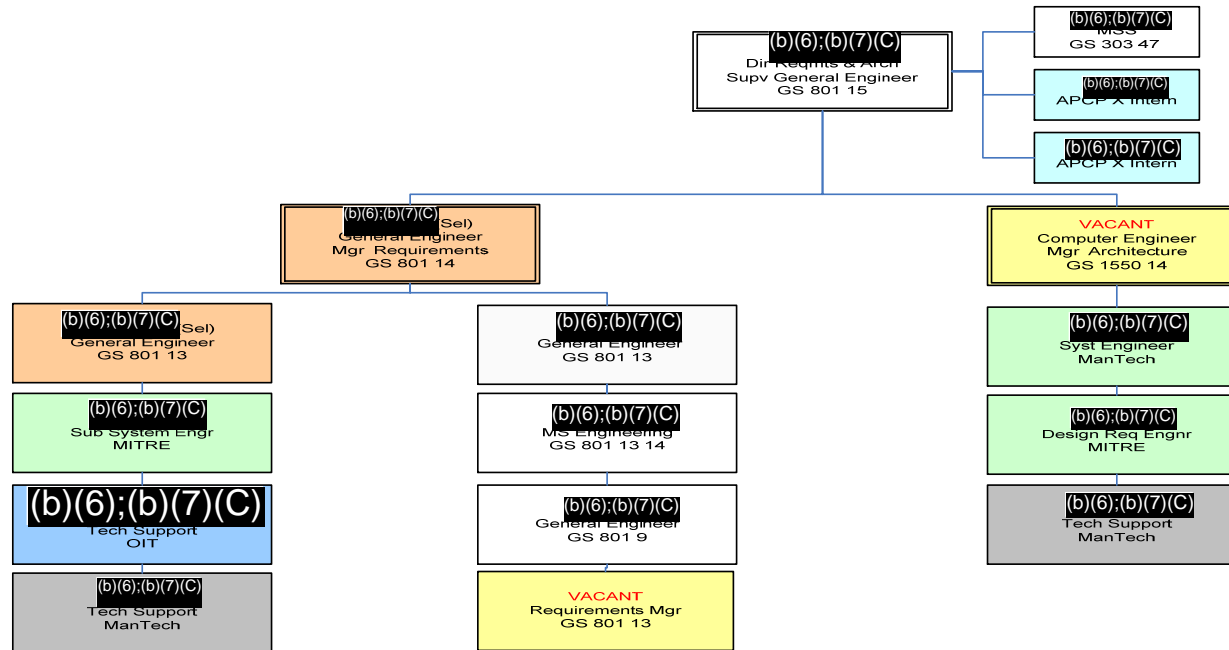 (b)(6);(b)(7)(C)
Dir Reqmts & Arch
Supv General Engineer
GS 801 15
(b)(6);(b)(7)(C)
MSS
GS 303 47
(b)(6);(b)(7)(C)
APCP X Intern
(b)(6);(b)(7)(C)
APCP X Intern
(b)(6);(b)(7)(C)
(Sel)
General Engineer
Mgr Requirements
GS 801 14
VACANT
Computer Engineer
Mgr Architecture
GS 1550 14
(b)(6);(b)(7)(C)
Sel)
General Engineer
GS 801 13
(b)(6);(b)(7)(C)
Sub System Engr
MITRE
(b)(6);(b)(7)(C)
Tech Support
OIT
(b)(6);(b)(7)(C)
Tech Support
ManTech
(b)(6);(b)(7)(C)
General Engineer
GS 801 13
(b)(6);(b)(7)(C)
MS Engineering
GS 801 13 14
(b)(6);(b)(7)(C)
General Engineer
GS 801 9
VACANT
Requirements Mgr
GS 801 13
(b)(6);(b)(7)(C)
Syst Engineer
ManTech
(b)(6);(b)(7)(C)
Design Req Engnr
MITRE
(b)(6);(b)(7)(C)
Tech Support
ManTech